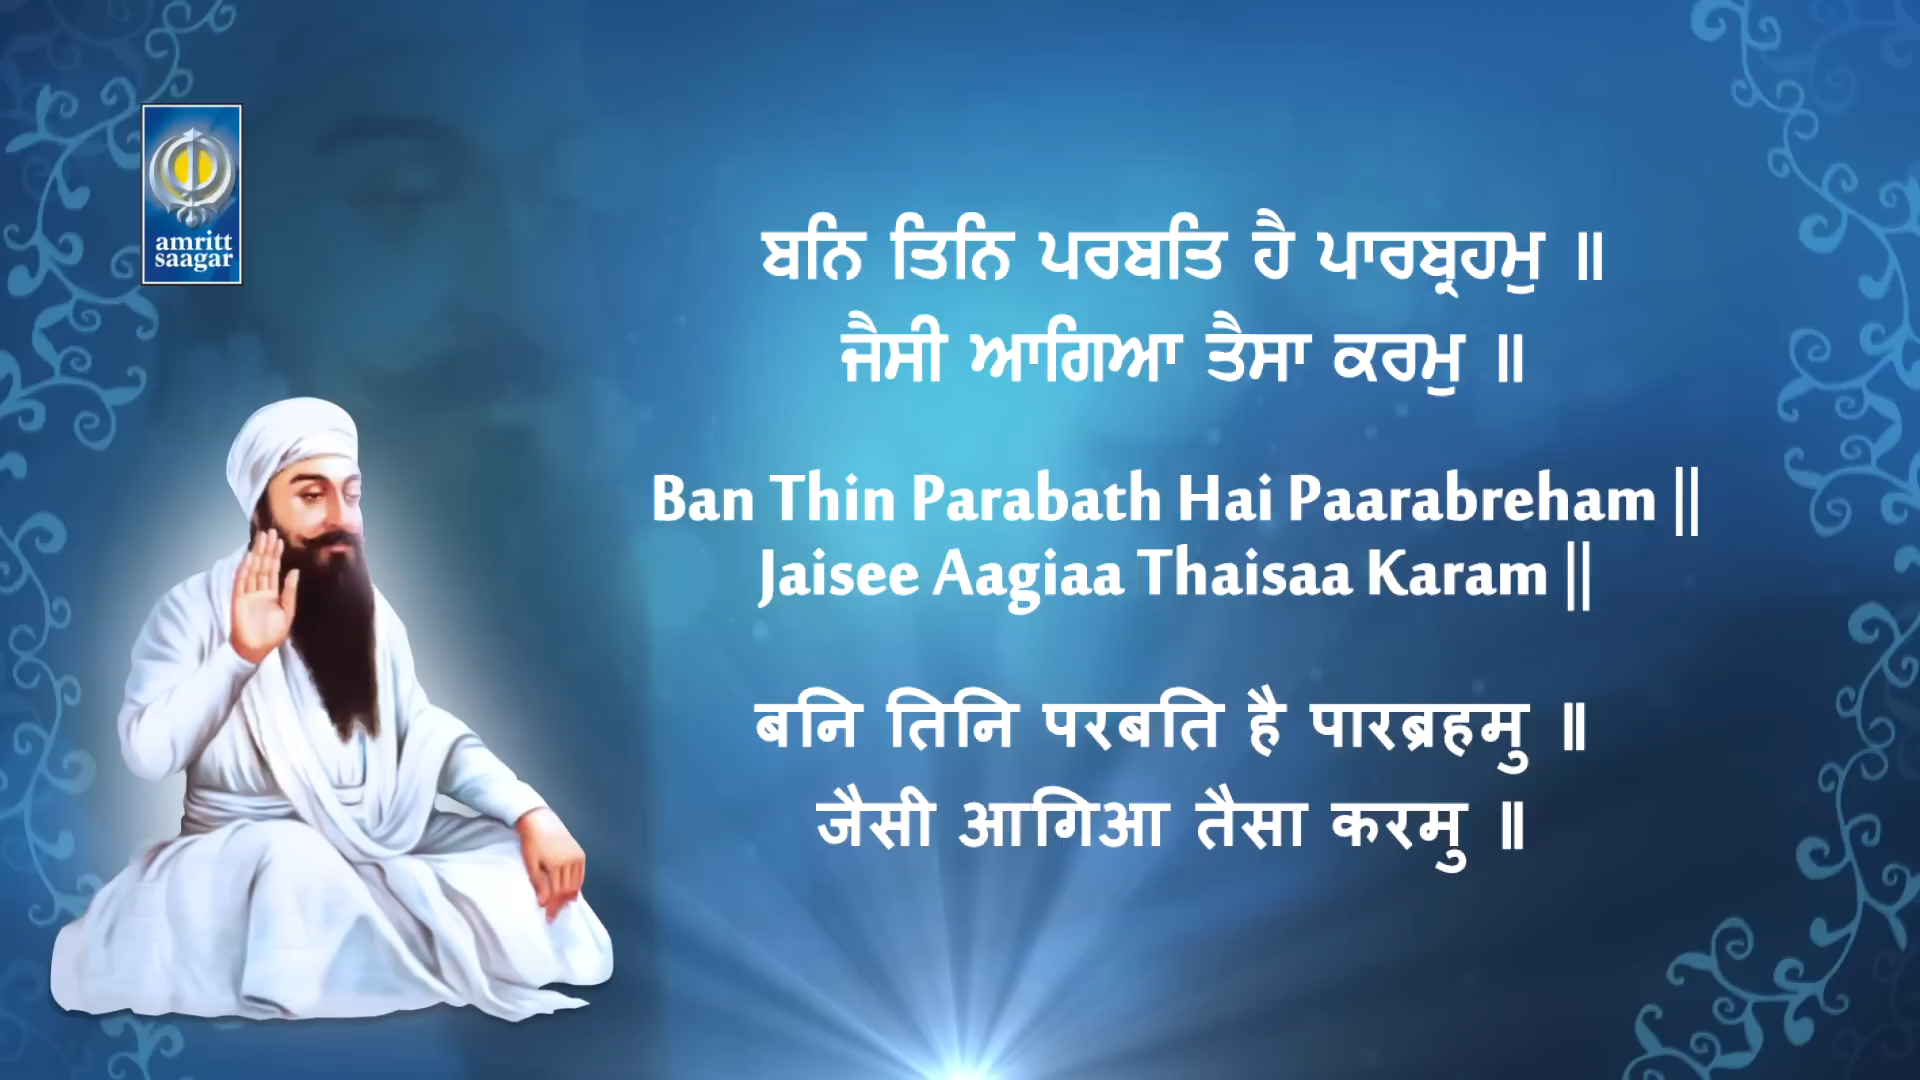 amritt
saagar
ਬਨਿ ਤਿਨਿ ਪਰਬਤਿ ਹੈ ਪਾਰਬ੍ਰਹਮੁ ॥
ਜੈਸੀ ਆਗਿਆ ਤੈਸਾ ਕਰਮੁ ॥
Ban Thin Parabath Hai Paarabreham ||
Jaisee Aagiaa Thaisaa Karam ||
बनि तिनि परबति है पारब्रहमु ॥
जैसी आगिआ तैसा करमु ॥